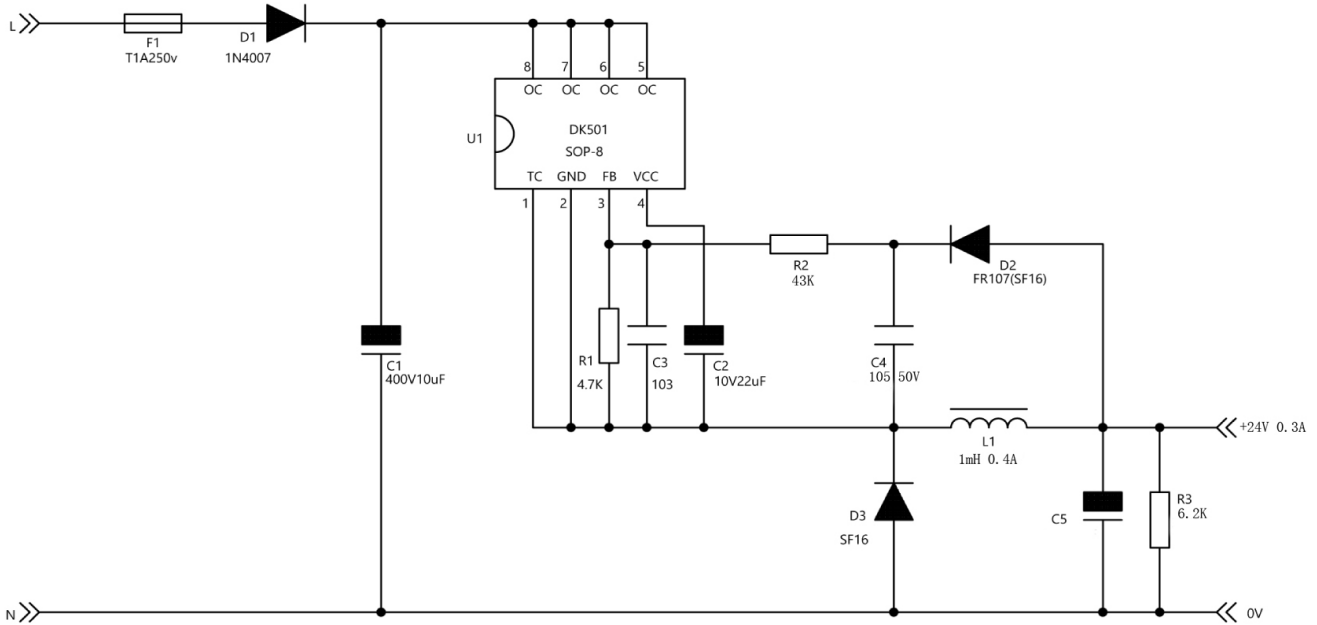 L
F1
T1A250v
D1
1N4007
8 7 6 5
OC OC OC OC
U1
DK501
SOP-8
TC GND FB VCC
1 2 3 4
R2
43K
D2
FR107(SF16)
R1
4.7K
C3
103
C2
10V22uF
C1
400V10uF
C4
105 50V
L1
1mH 0.4A
+24V 0.3A
D3
SF16
C5
R3
6.2K
N
0V